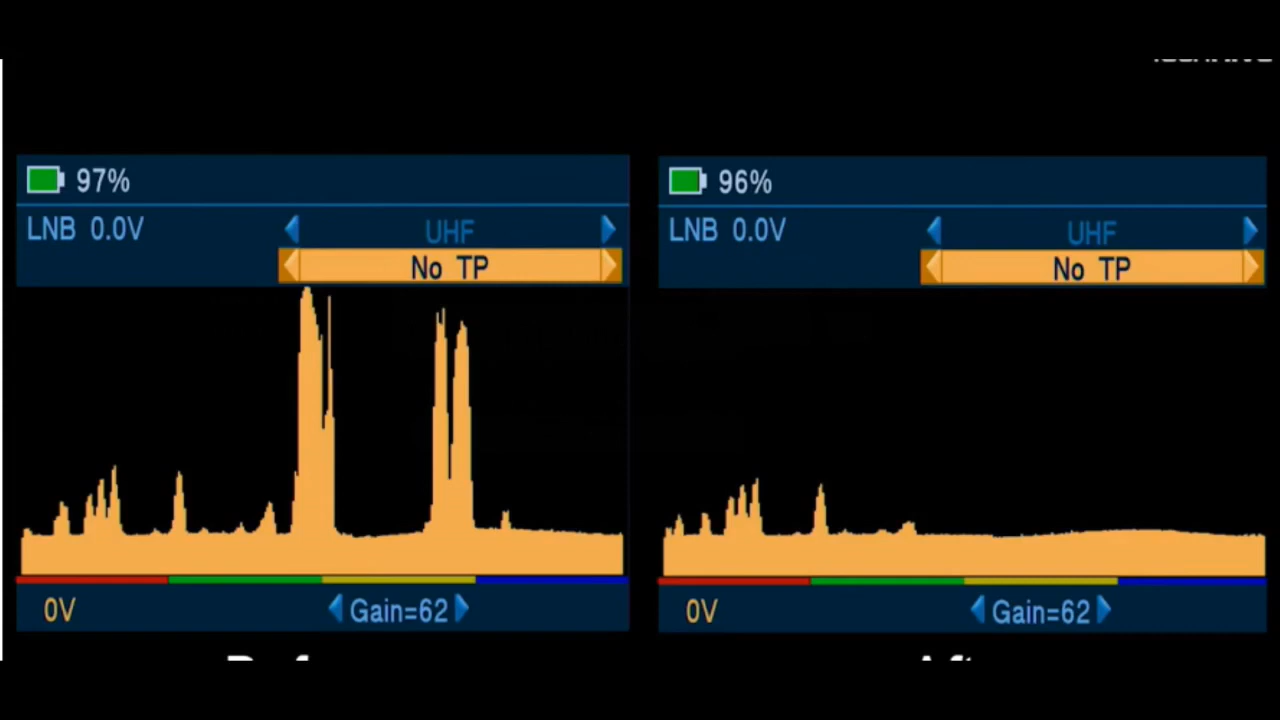 97%
LNB 0.0V
UHF
No TP
0V
Gain=62
96%
LNB 0.0V
UHF
No TP
0V
Gain=62